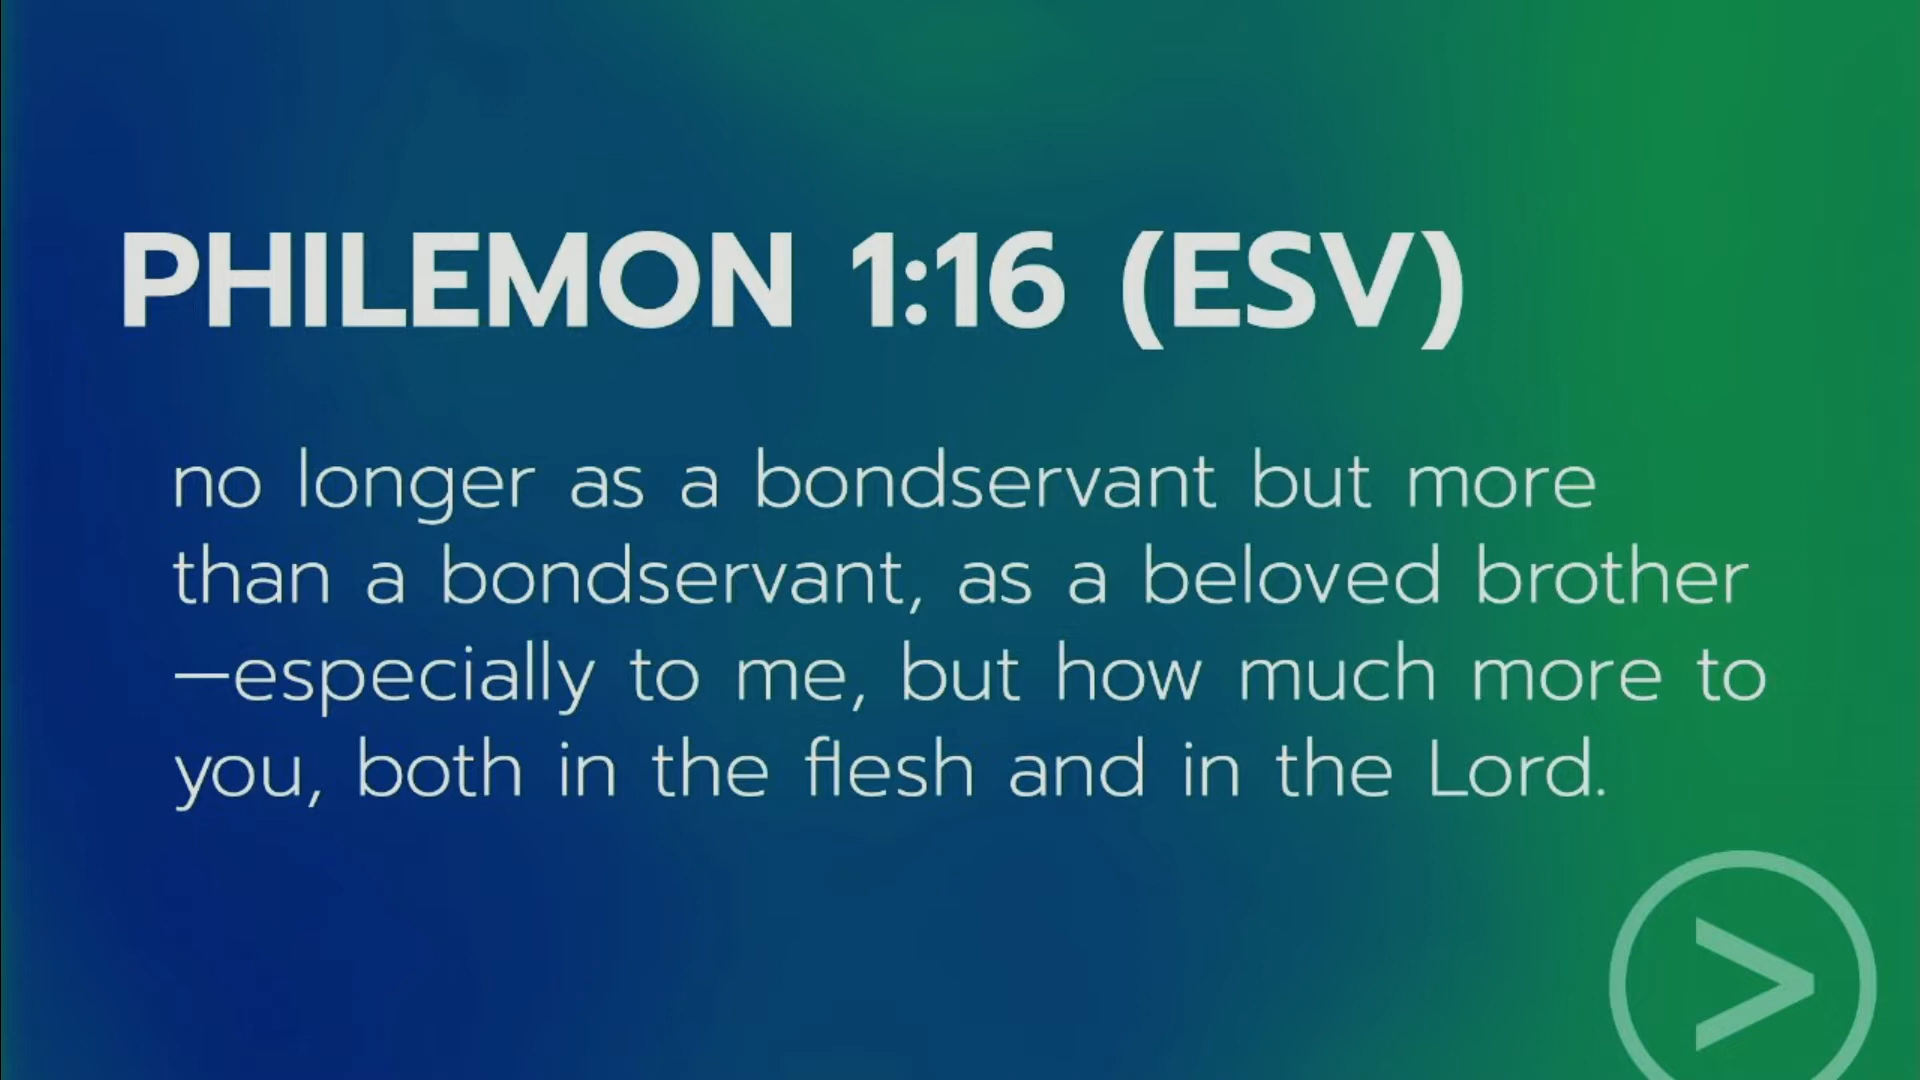 PHILEMON 1:16 (ESV)
no longer as a bondservant but more
than a bondservant, as a beloved brother
—especially to me, but how much more to
you, both in the flesh and in the Lord.